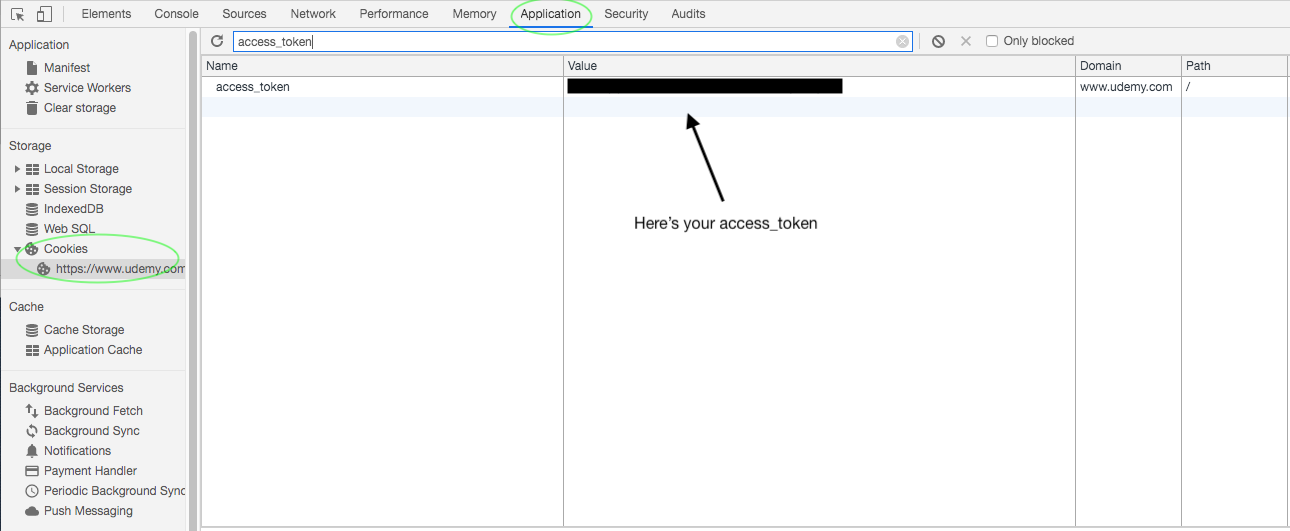 Elements Console Sources Network Performance Memory Application Security Audits
Application
Manifest
Service Workers
Clear storage
Storage
Local Storage
Session Storage
IndexedDB
Web SQL
Cookies
https://www.udemy.com
Cache
Cache Storage
Application Cache
Background Services
Background Fetch
Background Sync
Notifications
Payment Handler
Periodic Background Sync
Push Messaging
access_token
Only blocked
Name Value Domain Path
access_token www.udemy.com /
Here's your access_token